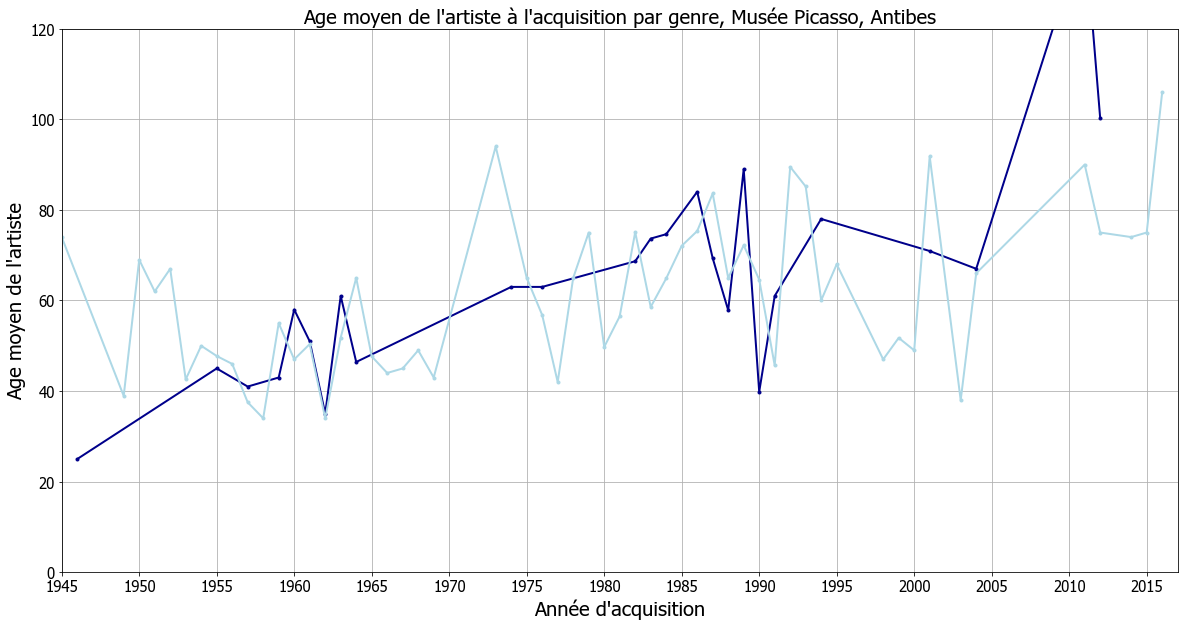 Age moyen de l'artiste à l'acquisition par genre, Musée Picasso, Antibes
120
100
80
60
40
20
0
Age moyen de l'artiste
1945 1950 1955 1960 1965 1970 1975 1980 1985 1990 1995 2000 2005 2010 2015
Année d'acquisition